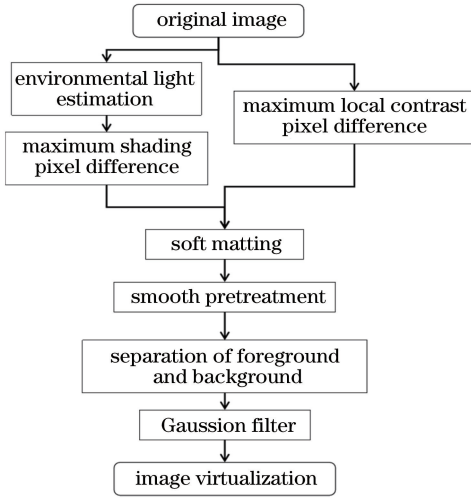 original image
environmental light
estimation
maximum local contrast
pixel difference
maximum shading
pixel difference
soft matting
smooth pretreatment
separation of foreground
and background
Gaussion filter
image virtualization